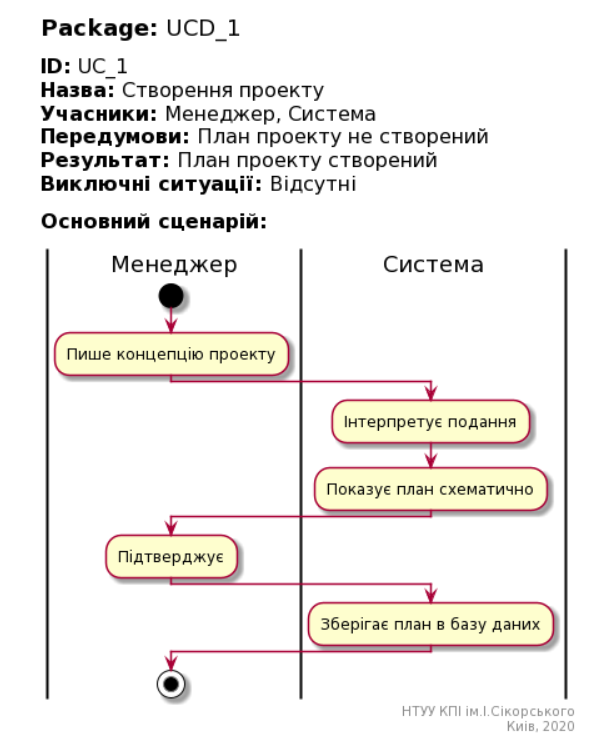 Package: UCD_1
ID: UC_1
Назва: Створення проекту
Учасники: Менеджер, Система
Передумови: План проекту не створений
Результат: План проекту створений
Виключні ситуації: Відсутні
Основний сценарій:
Менеджер
Система
Пише концепцію проекту
Інтерпретує подання
Показує план схематично
Підтверджує
Зберігає план в базу даних
НТУУ КПІ ім.І.Сікорського
Київ, 2020